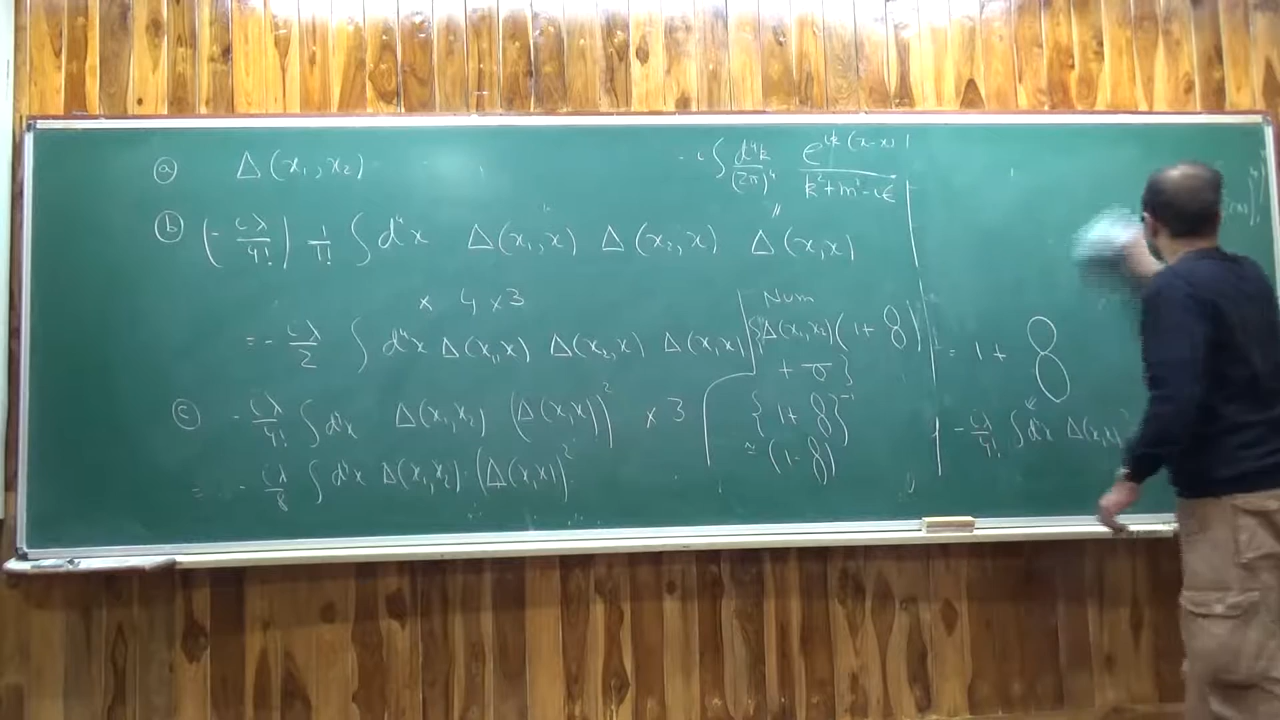 ⓐ Δ(x₁, x₂)
ⓑ (- iλ/4!) 1/1! ∫ d⁴x Δ(x₁, x) Δ(x₂, x) Δ(x, x)
× 4 × 3
= - iλ/2 ∫ d⁴x Δ(x₁, x) Δ(x₂, x) Δ(x, x)
ⓒ - iλ/4! ∫ d⁴x Δ(x₁, x₂) (Δ(x, x))² × 3
= - iλ/8 ∫ d⁴x Δ(x₁, x₂) · (Δ(x, x))²
- i ∫ d⁴k/(2π)⁴ e^{ik(x-x)}/(k² + m² - iε)
Num
{Δ(x₁, x₂)(1 + 8)
+ }
{1 + 8}⁻¹
≃ (1 - 8)
= 1 + 8
- iλ/4! ∫ d⁴x Δ(x, x)